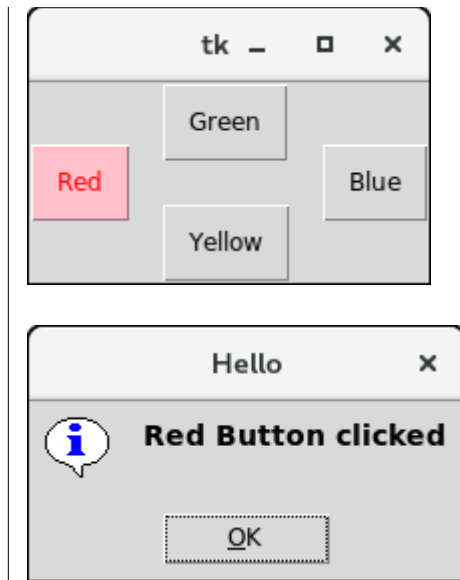 tk
Green
Red
Blue
Yellow
Hello
Red Button clicked
OK